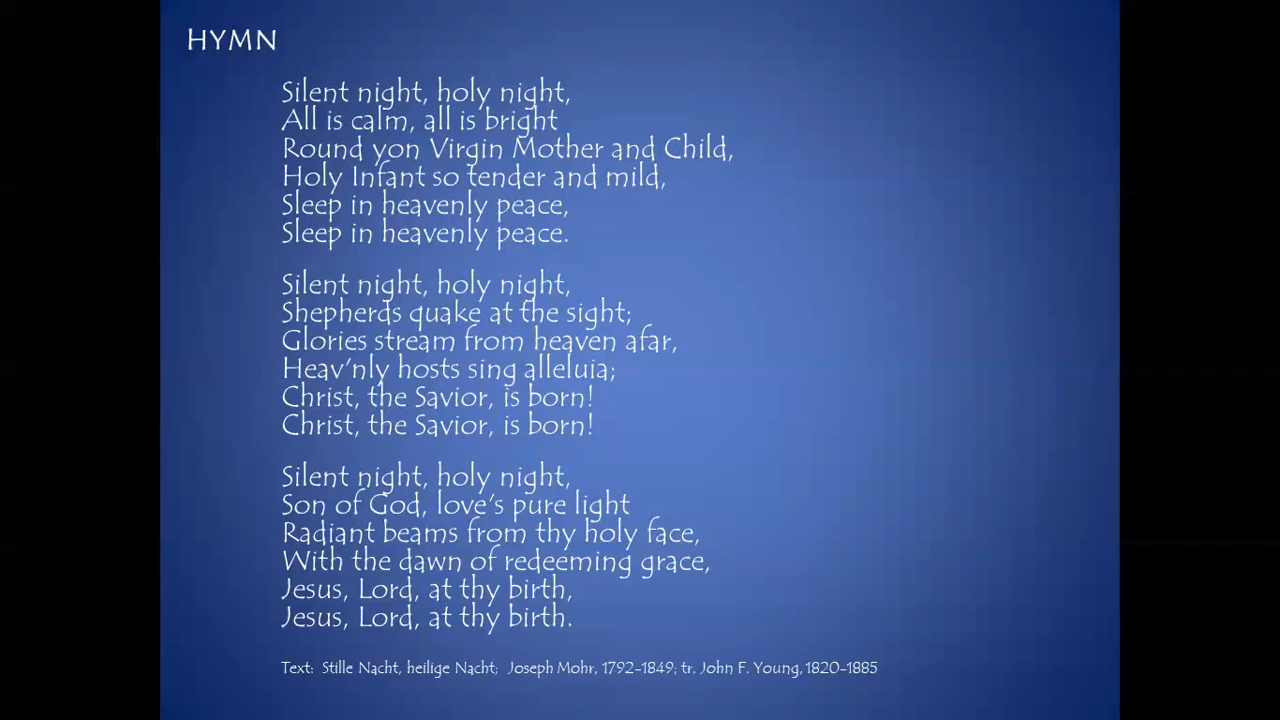 HYMN
Silent night, holy night,
All is calm, all is bright
Round yon Virgin Mother and Child,
Holy Infant so tender and mild,
Sleep in heavenly peace,
Sleep in heavenly peace.
Silent night, holy night,
Shepherds quake at the sight;
Glories stream from heaven afar,
Heav'nly hosts sing alleluia;
Christ, the Savior, is born!
Christ, the Savior, is born!
Silent night, holy night,
Son of God, love's pure light
Radiant beams from thy holy face,
With the dawn of redeeming grace,
Jesus, Lord, at thy birth,
Jesus, Lord, at thy birth.
Text: Stille Nacht, heilige Nacht; Joseph Mohr, 1792-1849; tr. John F. Young, 1820-1885